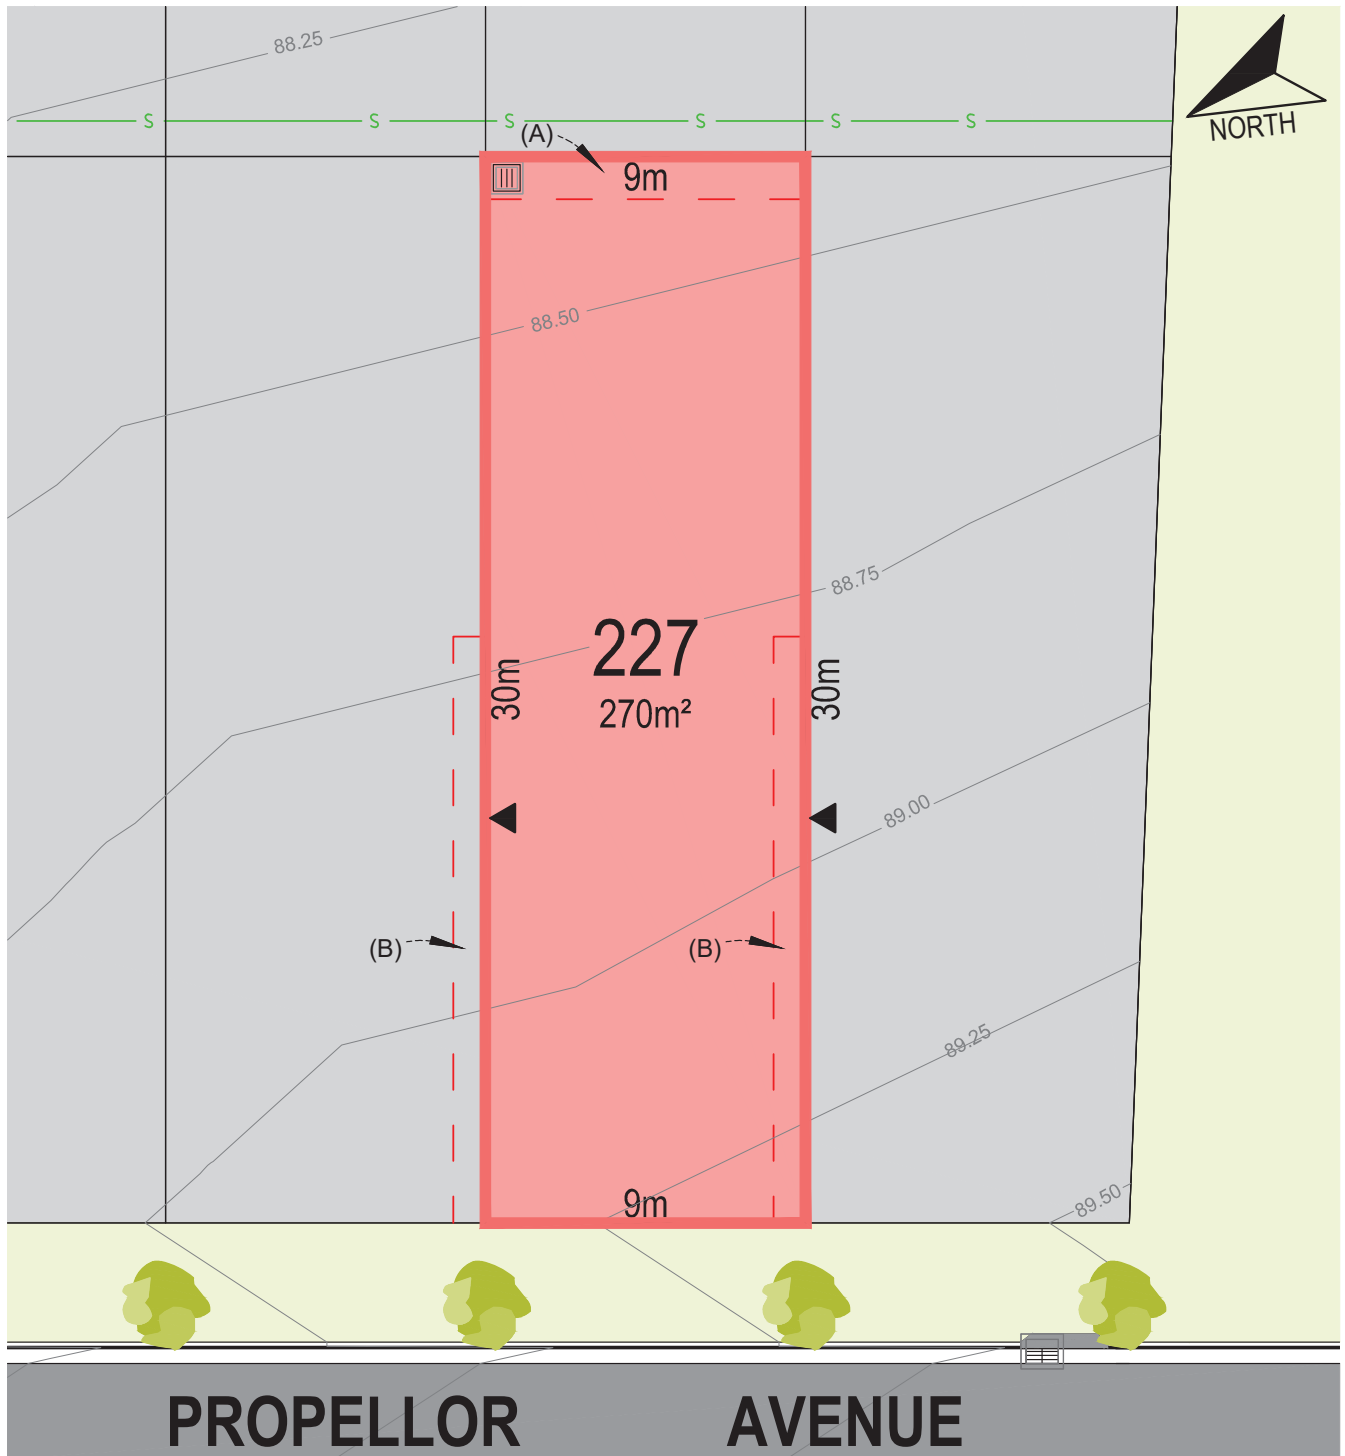 88.25
S S S S S S
(A)
NORTH
9m
88.50
88.75
227
30m
30m
270m²
89.00
(B)
(B)
89.25
9m
89.50
PROPELLOR AVENUE